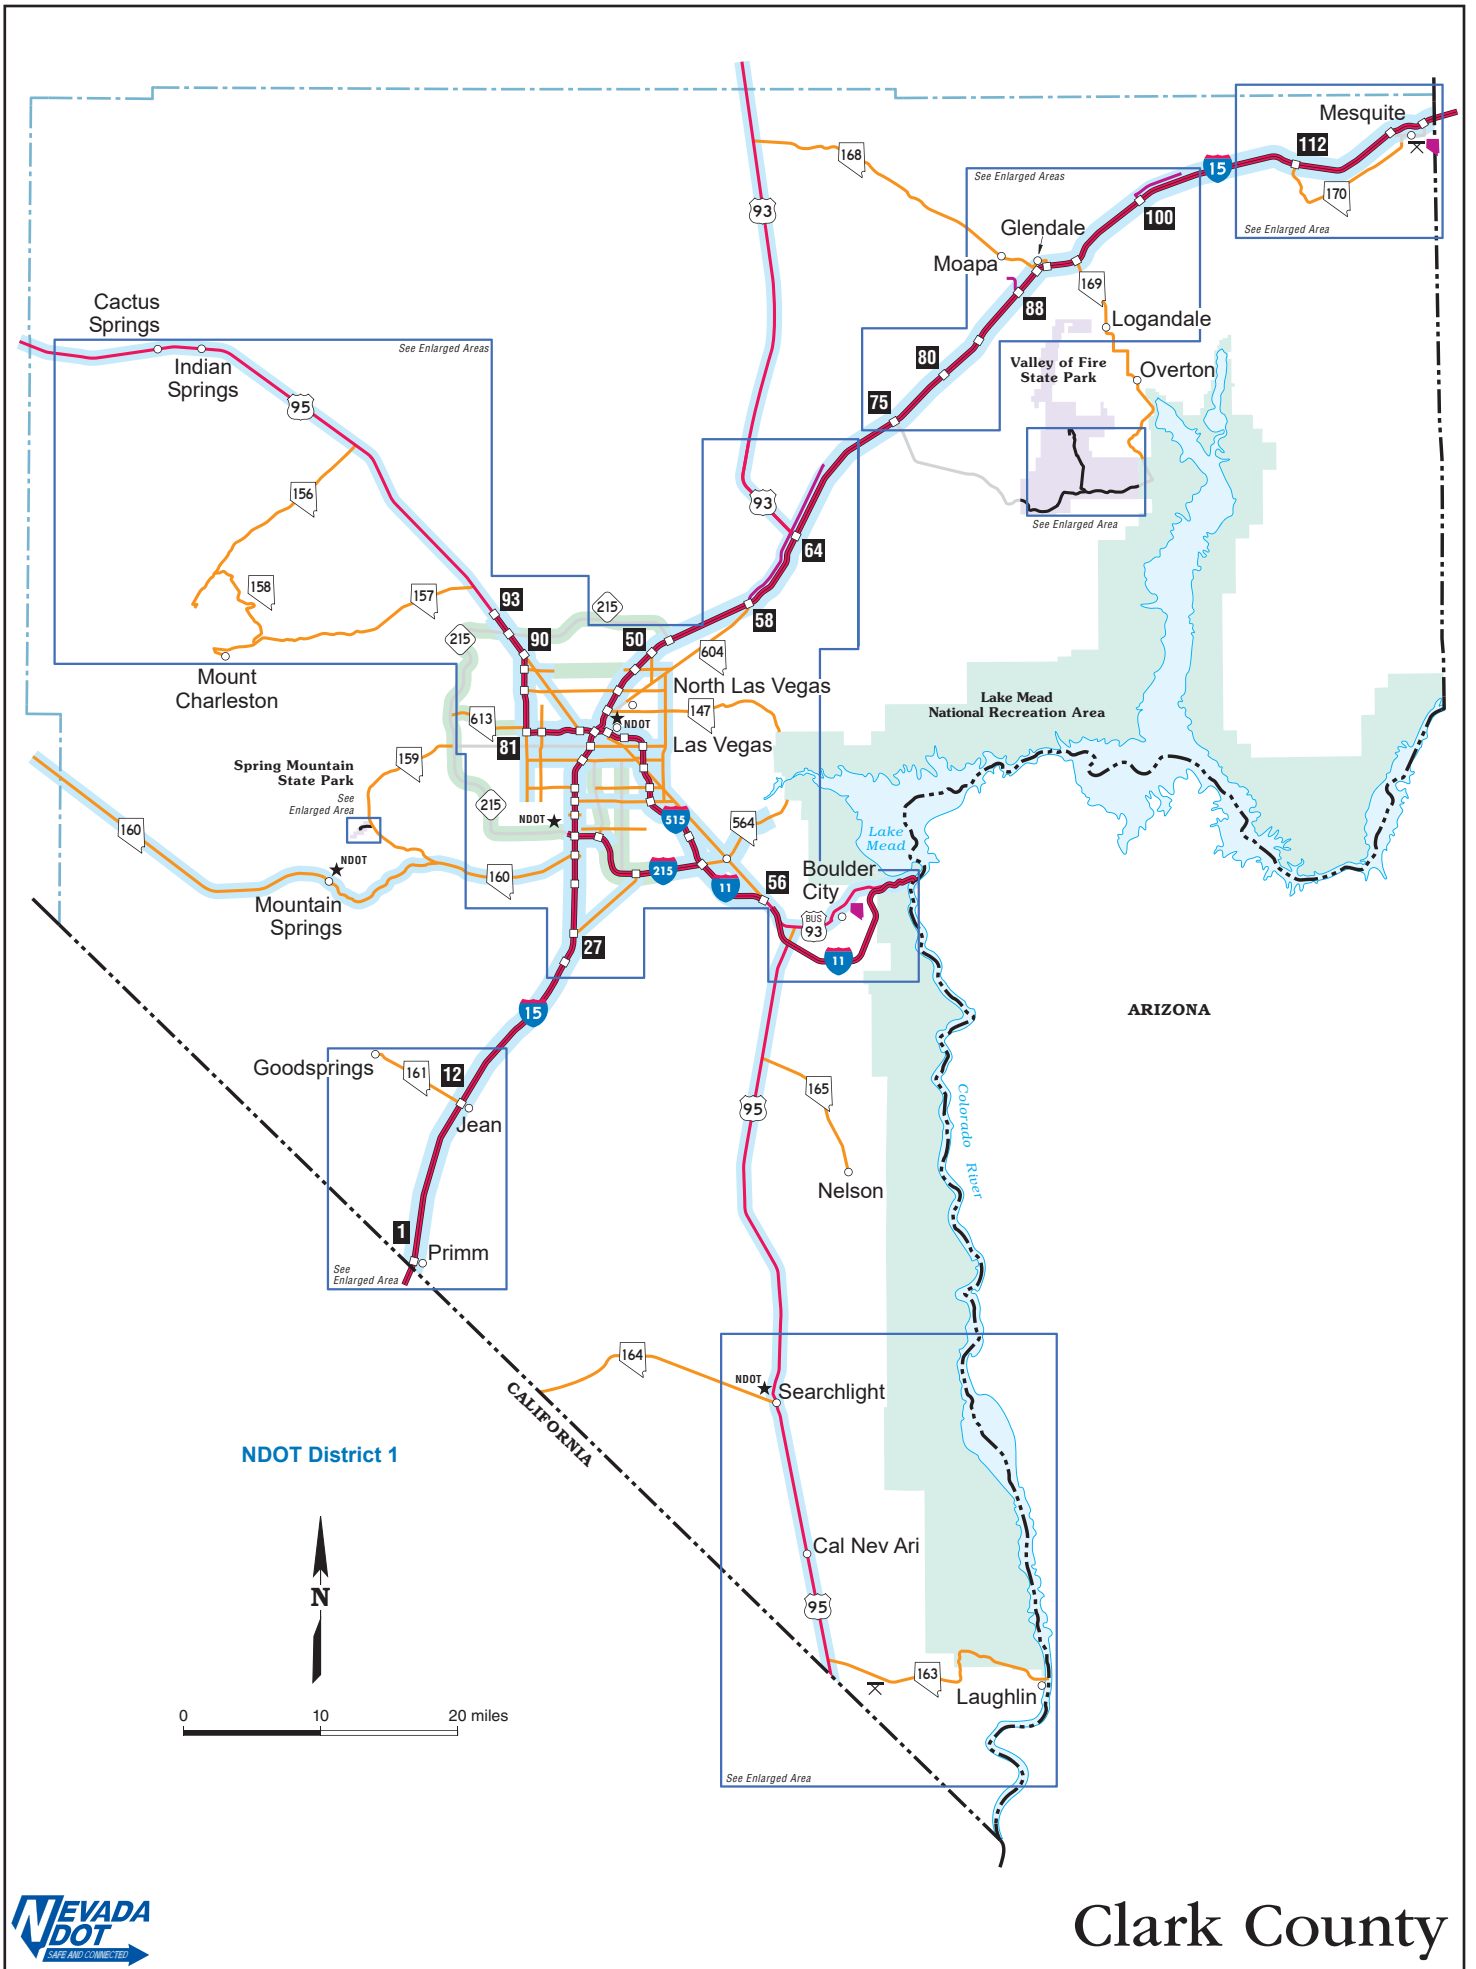 Mesquite
112
15
168
See Enlarged Areas
170
93
100
Glendale
See Enlarged Area
Moapa
169
Cactus
Springs
88
Logandale
See Enlarged Areas
Indian
Springs
80
Valley of Fire
State Park
Overton
95
75
156
93
See Enlarged Area
64
158
157
93
215
58
215
90
50
604
Mount
Charleston
North Las Vegas
Lake Mead
National Recreation Area
613
147
NDOT
81
Las Vegas
159
Spring Mountain
State Park
See
Enlarged Area
215
NDOT
515
564
160
Lake
Mead
NDOT
160
215
11
56
Boulder
City
Mountain
Springs
BUS
93
27
11
15
ARIZONA
Goodsprings
161
12
165
95
Colorado River
Jean
Nelson
1
Primm
See
Enlarged Area
164
NDOT
Searchlight
CALIFORNIA
NDOT District 1
Cal Nev Ari
N
95
163
Laughlin
0 10 20 miles
See Enlarged Area
NEVADA
DOT
SAFE AND CONNECTED
Clark County